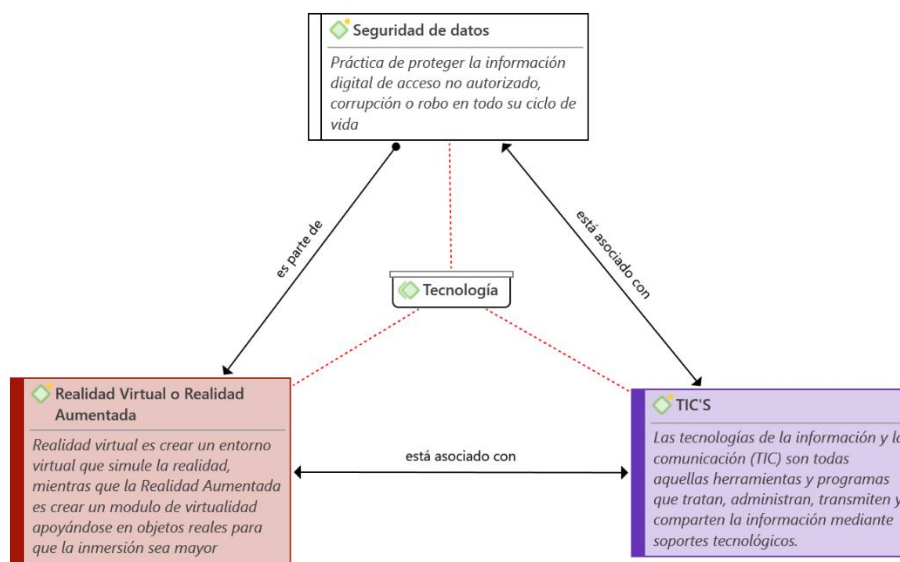 Seguridad de datos
Práctica de proteger la información
digital de acceso no autorizado,
corrupción o robo en todo su ciclo de
vida
es parte de
está asociado con
Tecnología
Realidad Virtual o Realidad
Aumentada
Realidad virtual es crear un entorno
virtual que simule la realidad,
mientras que la Realidad Aumentada
es crear un modulo de virtualidad
apoyándose en objetos reales para
que la inmersión sea mayor
está asociado con
TIC'S
Las tecnologías de la información y la
comunicación (TIC) son todas
aquellas herramientas y programas
que tratan, administran, transmiten y
comparten la información mediante
soportes tecnológicos.